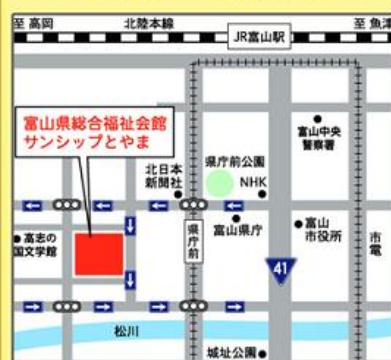 至 高岡
北陸本線
至 魚津
JR富山駅
富山県総合福祉会館
サンシップとやま
富山中央
警察署
北日本
新聞社
県庁前公園
NHK
高志の
国文学館
県庁前
富山県庁
富山
市役所
市電
41
松川
城址公園